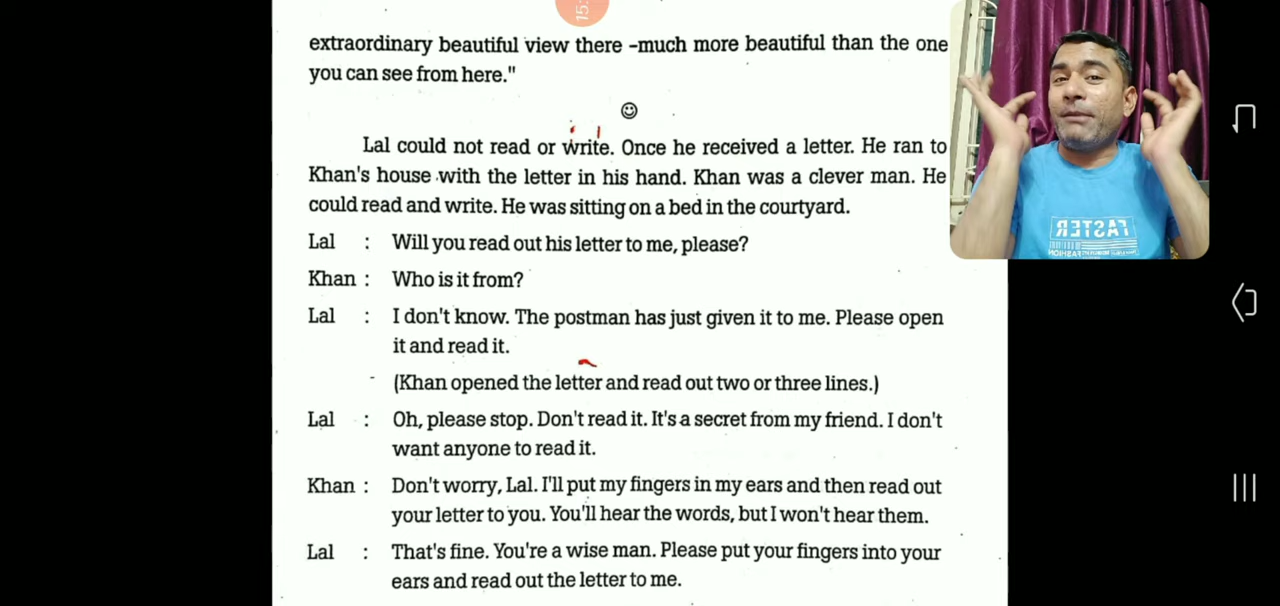 15:
extraordinary beautiful view there -much more beautiful than the one
you can see from here."
Lal could not read or write. Once he received a letter. He ran to
Khan's house with the letter in his hand. Khan was a clever man. He
could read and write. He was sitting on a bed in the courtyard.
Lal : Will you read out his letter to me, please?
Khan : Who is it from?
Lal : I don't know. The postman has just given it to me. Please open
it and read it.
(Khan opened the letter and read out two or three lines.)
Lal : Oh, please stop. Don't read it. It's a secret from my friend. I don't
want anyone to read it.
Khan : Don't worry, Lal. I'll put my fingers in my ears and then read out
your letter to you. You'll hear the words, but I won't hear them.
Lal : That's fine. You're a wise man. Please put your fingers into your
ears and read out the letter to me.
FASTER
FASHION